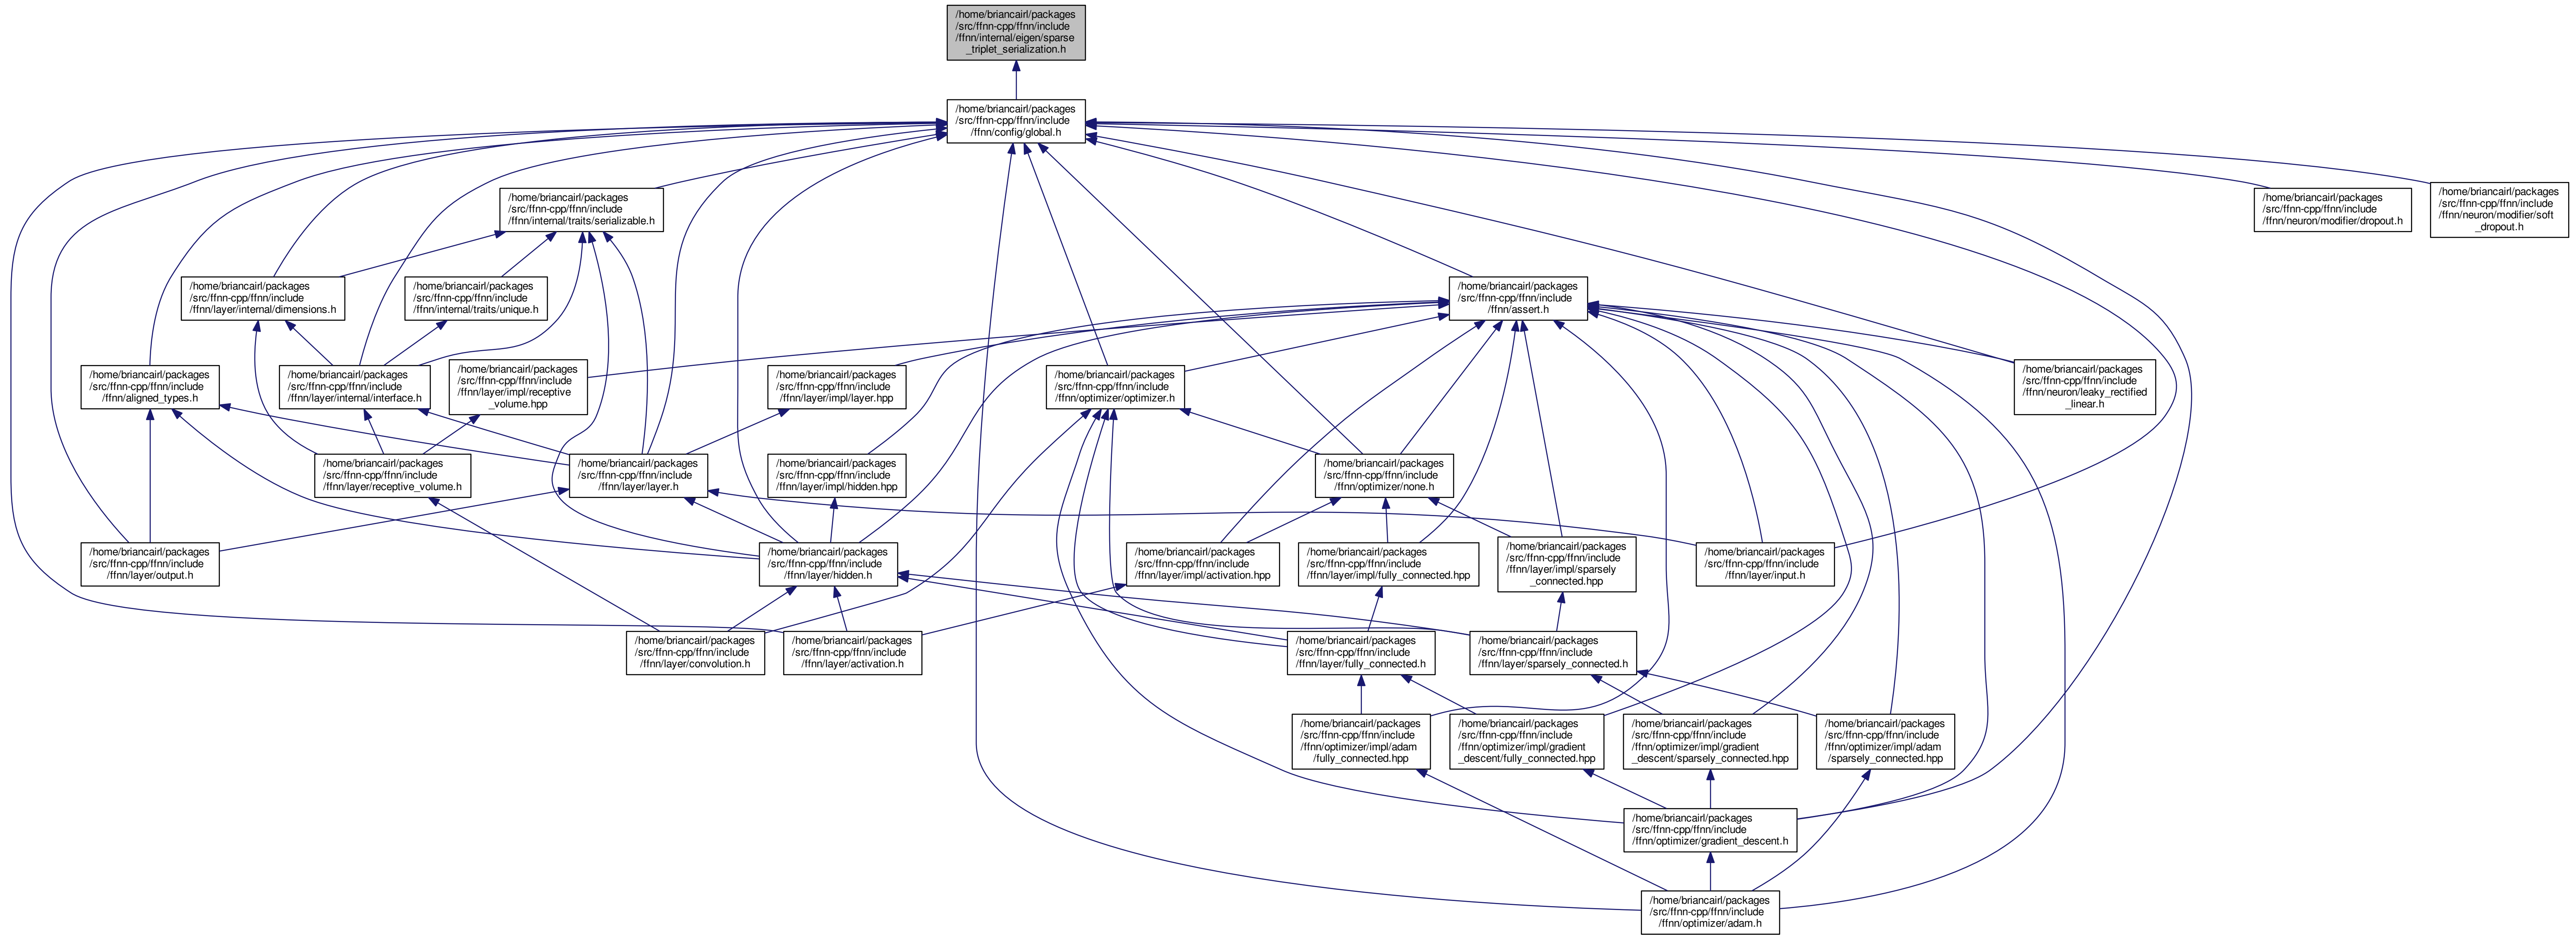 /home/briancairl/packages
/src/ffnn-cpp/ffnn/include
/ffnn/internal/eigen/sparse
_triplet_serialization.h
/home/briancairl/packages
/src/ffnn-cpp/ffnn/include
/ffnn/config/global.h
/home/briancairl/packages
/src/ffnn-cpp/ffnn/include
/ffnn/internal/traits/serializable.h
/home/briancairl/packages
/src/ffnn-cpp/ffnn/include
/ffnn/neuron/modifier/dropout.h
/home/briancairl/packages
/src/ffnn-cpp/ffnn/include
/ffnn/neuron/modifier/soft
_dropout.h
/home/briancairl/packages
/src/ffnn-cpp/ffnn/include
/ffnn/layer/internal/dimensions.h
/home/briancairl/packages
/src/ffnn-cpp/ffnn/include
/ffnn/internal/traits/unique.h
/home/briancairl/packages
/src/ffnn-cpp/ffnn/include
/ffnn/assert.h
/home/briancairl/packages
/src/ffnn-cpp/ffnn/include
/ffnn/aligned_types.h
/home/briancairl/packages
/src/ffnn-cpp/ffnn/include
/ffnn/layer/internal/interface.h
/home/briancairl/packages
/src/ffnn-cpp/ffnn/include
/ffnn/layer/impl/receptive
_volume.hpp
/home/briancairl/packages
/src/ffnn-cpp/ffnn/include
/ffnn/layer/impl/layer.hpp
/home/briancairl/packages
/src/ffnn-cpp/ffnn/include
/ffnn/optimizer/optimizer.h
/home/briancairl/packages
/src/ffnn-cpp/ffnn/include
/ffnn/neuron/leaky_rectified
_linear.h
/home/briancairl/packages
/src/ffnn-cpp/ffnn/include
/ffnn/layer/receptive_volume.h
/home/briancairl/packages
/src/ffnn-cpp/ffnn/include
/ffnn/layer/layer.h
/home/briancairl/packages
/src/ffnn-cpp/ffnn/include
/ffnn/layer/impl/hidden.hpp
/home/briancairl/packages
/src/ffnn-cpp/ffnn/include
/ffnn/optimizer/none.h
/home/briancairl/packages
/src/ffnn-cpp/ffnn/include
/ffnn/layer/output.h
/home/briancairl/packages
/src/ffnn-cpp/ffnn/include
/ffnn/layer/hidden.h
/home/briancairl/packages
/src/ffnn-cpp/ffnn/include
/ffnn/layer/impl/activation.hpp
/home/briancairl/packages
/src/ffnn-cpp/ffnn/include
/ffnn/layer/impl/fully_connected.hpp
/home/briancairl/packages
/src/ffnn-cpp/ffnn/include
/ffnn/layer/impl/sparsely
_connected.hpp
/home/briancairl/packages
/src/ffnn-cpp/ffnn/include
/ffnn/layer/input.h
/home/briancairl/packages
/src/ffnn-cpp/ffnn/include
/ffnn/layer/convolution.h
/home/briancairl/packages
/src/ffnn-cpp/ffnn/include
/ffnn/layer/activation.h
/home/briancairl/packages
/src/ffnn-cpp/ffnn/include
/ffnn/layer/fully_connected.h
/home/briancairl/packages
/src/ffnn-cpp/ffnn/include
/ffnn/layer/sparsely_connected.h
/home/briancairl/packages
/src/ffnn-cpp/ffnn/include
/ffnn/optimizer/impl/adam
/fully_connected.hpp
/home/briancairl/packages
/src/ffnn-cpp/ffnn/include
/ffnn/optimizer/impl/gradient
_descent/fully_connected.hpp
/home/briancairl/packages
/src/ffnn-cpp/ffnn/include
/ffnn/optimizer/impl/gradient
_descent/sparsely_connected.hpp
/home/briancairl/packages
/src/ffnn-cpp/ffnn/include
/ffnn/optimizer/impl/adam
/sparsely_connected.hpp
/home/briancairl/packages
/src/ffnn-cpp/ffnn/include
/ffnn/optimizer/gradient_descent.h
/home/briancairl/packages
/src/ffnn-cpp/ffnn/include
/ffnn/optimizer/adam.h